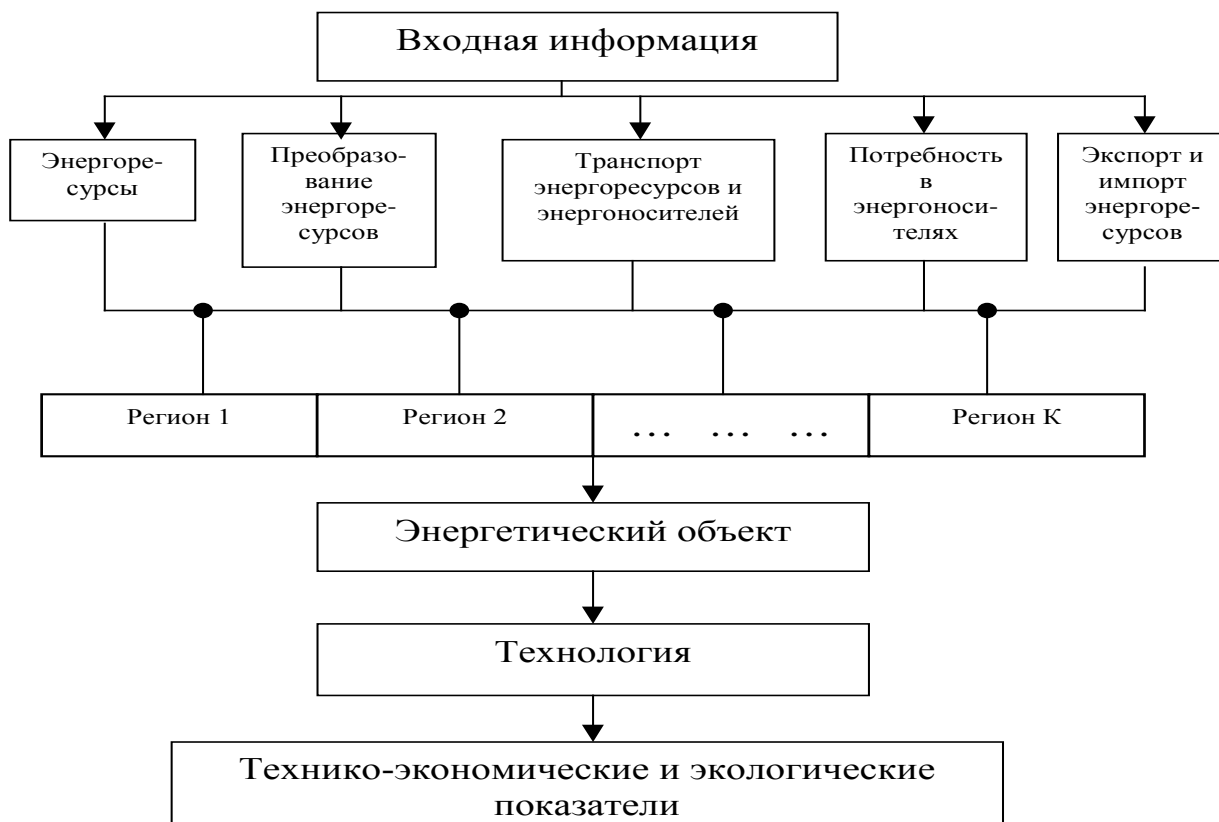 Входная информация
Энергоре-
сурсы
Преобразо-
вание
энергоре-
сурсов
Транспорт
энергоресурсов и
энергоносителей
Потребность
в
энергоноси-
телях
Экспорт и
импорт
энергоре-
сурсов
Регион 1
Регион 2
... ... ...
Регион К
Энергетический объект
Технология
Технико-экономические и экологические
показатели